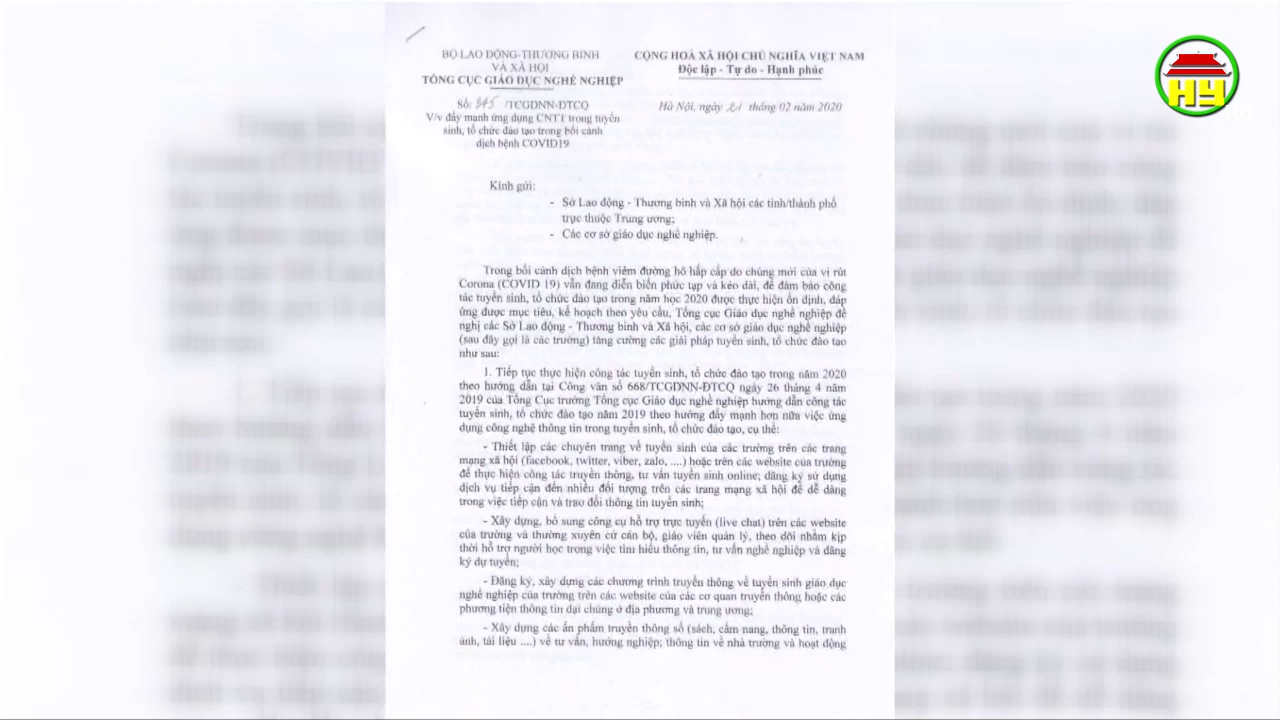 BỘ LAO ĐỘNG-THƯƠNG BINH
VÀ XÃ HỘI
TỔNG CỤC GIÁO DỤC NGHỀ NGHIỆP
CỘNG HOÀ XÃ HỘI CHỦ NGHĨA VIỆT NAM
Độc lập - Tự do - Hạnh phúc
Số: 345 /TCGDNN-ĐTCQ
V/v đẩy mạnh ứng dụng CNTT trong tuyển
sinh, tổ chức đào tạo trong bối cảnh
dịch bệnh COVID19
Hà Nội, ngày 21 tháng 02 năm 2020
Kính gửi:
- Sở Lao động - Thương binh và Xã hội các tỉnh/thành phố
trực thuộc Trung ương;
- Các cơ sở giáo dục nghề nghiệp.
Trong bối cảnh dịch bệnh viêm đường hô hấp cấp do chủng mới của vi rút
Corona (COVID 19) vẫn đang diễn biến phức tạp và kéo dài, để đảm bảo công
tác tuyển sinh, tổ chức đào tạo trong năm học 2020 được thực hiện ổn định, đáp
ứng được mục tiêu, kế hoạch theo yêu cầu, Tổng cục Giáo dục nghề nghiệp đề
nghị các Sở Lao động - Thương binh và Xã hội, các cơ sở giáo dục nghề nghiệp
(sau đây gọi là các trường) tăng cường các giải pháp tuyển sinh, tổ chức đào tạo
như sau:
1. Tiếp tục thực hiện công tác tuyển sinh, tổ chức đào tạo trong năm 2020
theo hướng dẫn tại Công văn số 668/TCGDNN-ĐTCQ ngày 26 tháng 4 năm
2019 của Tổng Cục trưởng Tổng cục Giáo dục nghề nghiệp hướng dẫn công tác
tuyển sinh, tổ chức đào tạo năm 2019 theo hướng đẩy mạnh hơn nữa việc ứng
dụng công nghệ thông tin trong tuyển sinh, tổ chức đào tạo, cụ thể:
- Thiết lập các chuyên trang về tuyển sinh của các trường trên các trang
mạng xã hội (facebook, twitter, viber, zalo, ....) hoặc trên các website của trường
để thực hiện công tác truyền thông, tư vấn tuyển sinh online; đăng ký sử dụng
dịch vụ tiếp cận đến nhiều đối tượng trên các trang mạng xã hội để dễ dàng
trong việc tiếp cận và trao đổi thông tin tuyển sinh;
- Xây dựng, bổ sung công cụ hỗ trợ trực tuyến (live chat) trên các website
của trường và thường xuyên cử cán bộ, giáo viên quản lý, theo dõi nhằm kịp
thời hỗ trợ người học trong việc tìm hiểu thông tin, tư vấn nghề nghiệp và đăng
ký dự tuyển;
- Đăng ký, xây dựng các chương trình truyền thông về tuyển sinh giáo dục
nghề nghiệp của trường trên các website của các cơ quan truyền thông hoặc các
phương tiện thông tin đại chúng ở địa phương và trung ương;
- Xây dựng các ấn phẩm truyền thông số (sách, cẩm nang, thông tin, tranh
ảnh, tài liệu ....) về tư vấn, hướng nghiệp; thông tin về nhà trường và hoạt động
HY
HD